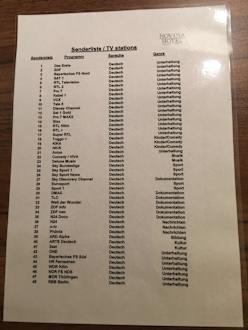 NOVINA
HOTEL
Senderliste / TV stations
Senderplatz Programm Sprache Genre
1 Das Erste Deutsch Unterhaltung
2 ZDF Deutsch Unterhaltung
3 Bayerisches FS Nord Deutsch Unterhaltung
4 SAT 1 Deutsch Unterhaltung
5 RTL Television Deutsch Unterhaltung
6 RTL 2 Deutsch Unterhaltung
7 Pro 7 Deutsch Unterhaltung
8 Kabel 1 Deutsch Unterhaltung
9 VOX Deutsch Unterhaltung
10 Tele 5 Deutsch Unterhaltung
11 Disney Channel Deutsch Unterhaltung
12 Sat 1 Gold Deutsch Unterhaltung
13 Pro 7 MAXX Deutsch Unterhaltung
14 Sixx Deutsch Unterhaltung
15 RTL Nitro Deutsch Unterhaltung
16 Deutsch Unterhaltung
17 Super RTL Deutsch Kinder/Comedy
18 Deutsch Kinder/Comedy
19 KIKA Deutsch Kinder/Comedy
20 NICK Deutsch Kinder/Comedy
21 Deutsch Unterhaltung
22 Comedy / VIVA Deutsch Musik
23 Deluxe Music Deutsch Musik
24 Sky Bundesliga Deutsch Sport
25 Sky Sport 1 Deutsch Sport
26 Sky Sport News Deutsch Sport
27 Sky Discovery Channel Deutsch Dokumentation
28 Eurosport Deutsch Sport
29 Sport 1 Deutsch Sport
30 DMAX Deutsch Dokumentation
31 TLC Deutsch Dokumentation
32 Welt der Wunder Deutsch Dokumentation
33 ZDF info Deutsch Dokumentation
34 ZDF neo Deutsch Dokumentation
35 N24 Doku Deutsch Dokumentation
36 N24 Deutsch Nachrichten
37 n-tv Deutsch Nachrichten
38 Phönix Deutsch Nachrichten
39 ARD Alpha Deutsch Bildung
40 ARTE Deutsch Deutsch Kultur
41 3sat Deutsch Kultur
42 Deutsch Unterhaltung
43 Bayerisches FS Süd Deutsch Unterhaltung
44 HR Fernsehen Deutsch Unterhaltung
45 WDR Köln Deutsch Unterhaltung
46 NDR FS NDS Deutsch Unterhaltung
47 MDR Thüringen Deutsch Unterhaltung
48 RBB Berlin Deutsch Unterhaltung